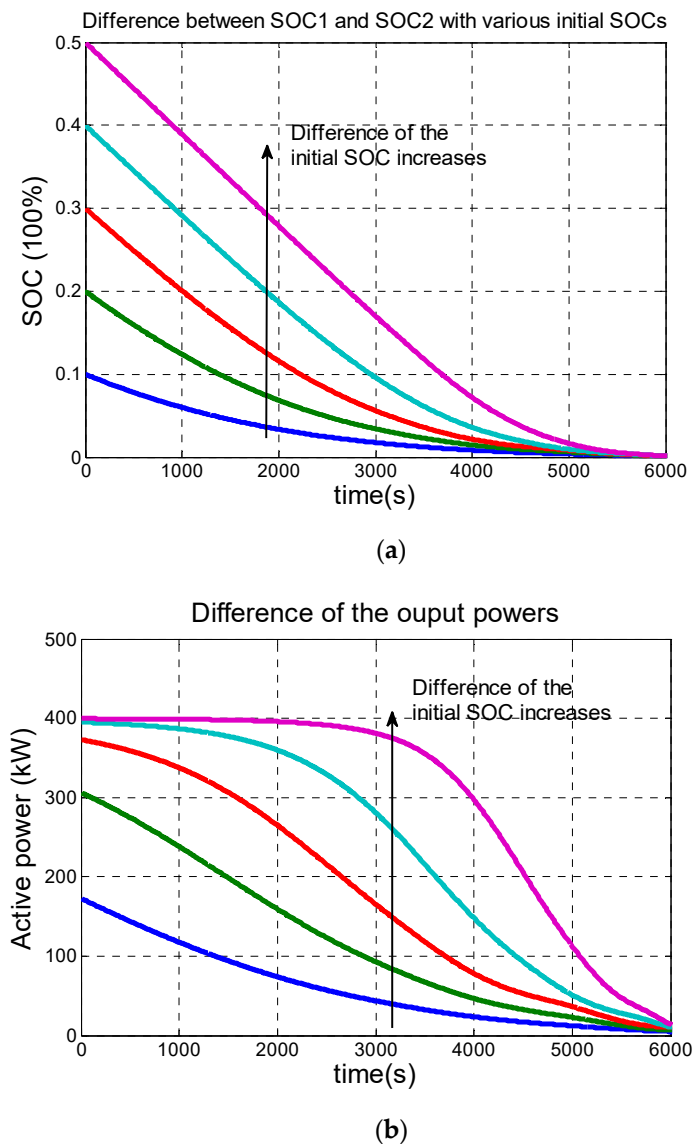 Difference between SOC1 and SOC2 with various initial SOCs
0.5
0.4
0.3
0.2
0.1
0
SOC (100%)
Difference of the
initial SOC increases
0 1000 2000 3000 4000 5000 6000
time(s)
(a)
Difference of the ouput powers
500
400
300
200
100
0
Active power (kW)
Difference of the
initial SOC increases
0 1000 2000 3000 4000 5000 6000
time(s)
(b)